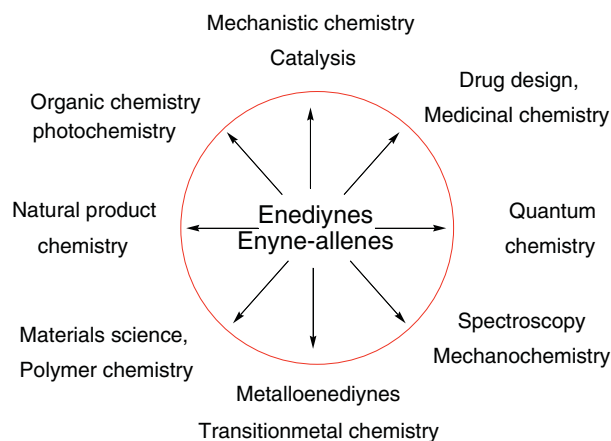 Mechanistic chemistry
Catalysis
Drug design,
Medicinal chemistry
Organic chemistry
photochemistry
Natural product
chemistry
Enediynes
Enyne-allenes
Quantum
chemistry
Materials science,
Polymer chemistry
Spectroscopy
Mechanochemistry
Metalloenediynes
Transitionmetal chemistry